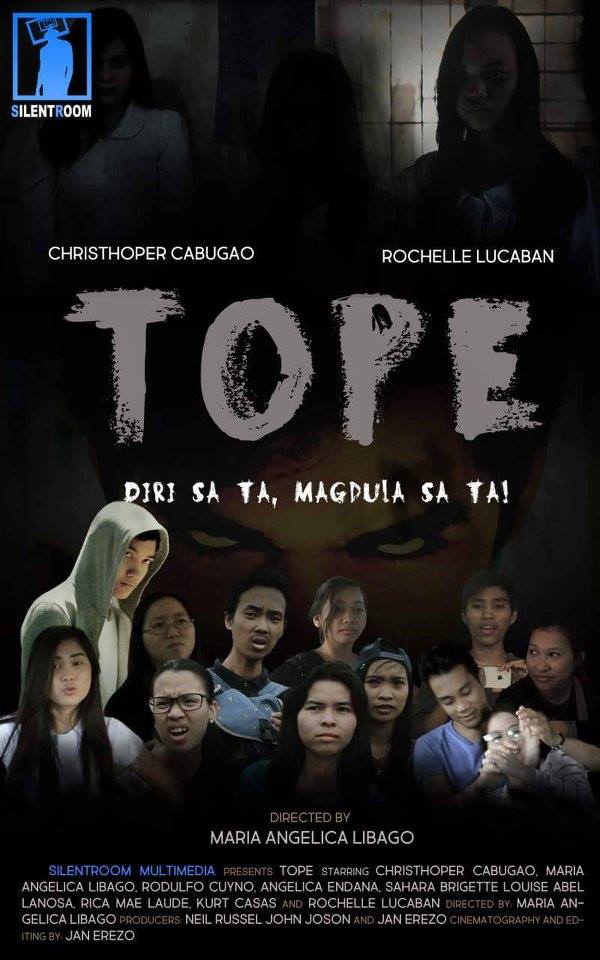 SILENTROOM
CHRISTHOPER CABUGAO
ROCHELLE LUCABAN
TOPE
DIRI SA TA, MAGDULA SA TA!
DIRECTED BY
MARIA ANGELICA LIBAGO
SILENTROOM MULTIMEDIA PRESENTS TOPE STARRING CHRISTHOPER CABUGAO, MARIA
ANGELICA LIBAGO, RODULFO CUYNO, ANGELICA ENDANA, SAHARA BRIGETTE LOUISE ABEL
LANOSA, RICA MAE LAUDE, KURT CASAS AND ROCHELLE LUCABAN DIRECTED BY: MARIA AN-
GELICA LIBAGO PRODUCERS: NEIL RUSSEL JOHN JOSON AND JAN EREZO CINEMATOGRAPHY AND ED-
ITING BY: JAN EREZO